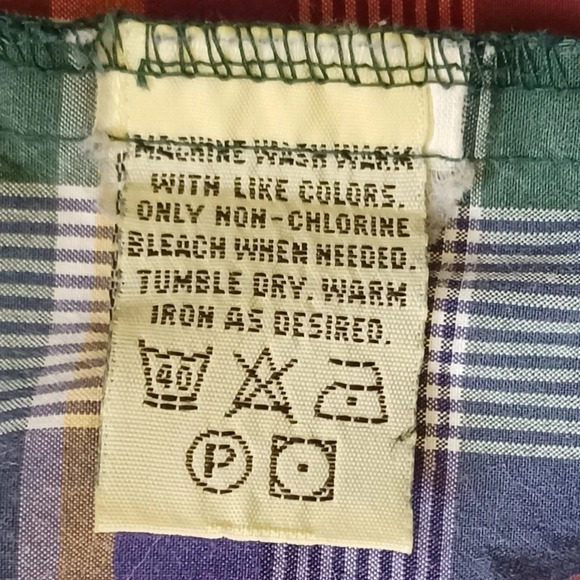 MACHINE WASH WARM
WITH LIKE COLORS.
ONLY NON-CHLORINE
BLEACH WHEN NEEDED.
TUMBLE DRY. WARM
IRON AS DESIRED.
40
P